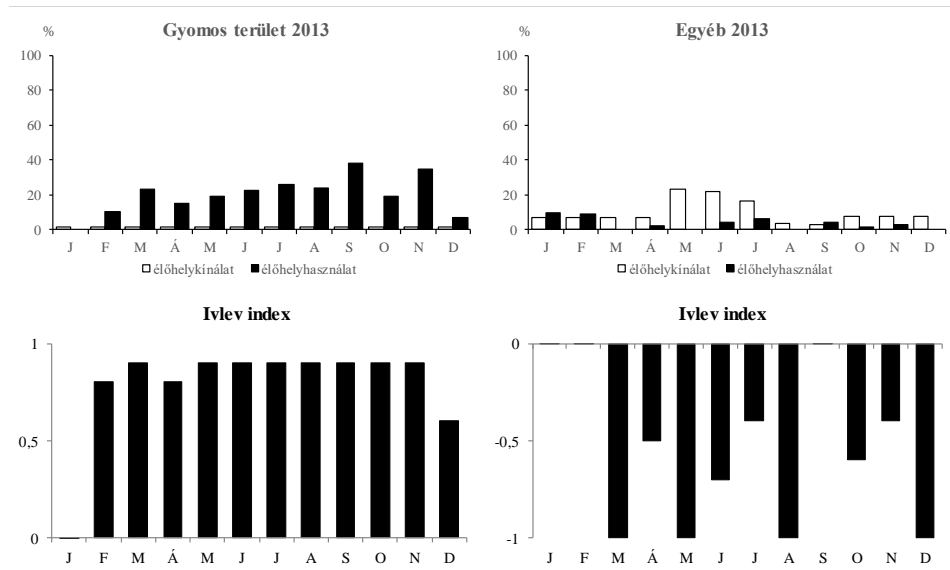 Gyomos terület 2013
%
100
80
60
40
20
0
J F M Á M J J A S O N D
élőhelykínálat élőhelyhasználat
Egyéb 2013
%
100
80
60
40
20
0
J F M Á M J J A S O N D
élőhelykínálat élőhelyhasználat
Ivlev index
1
0,5
0
J F M Á M J J A S O N D
Ivlev index
0
-0,5
-1
J F M Á M J J A S O N D